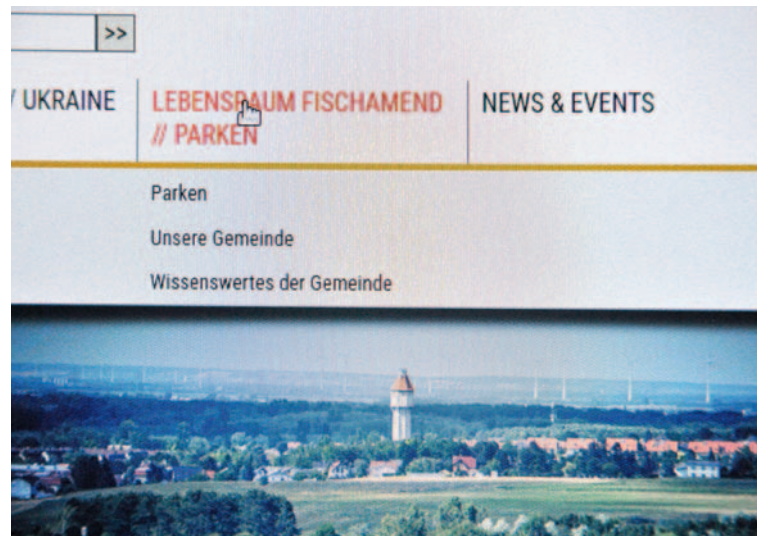 >>
/ UKRAINE
LEBENSRAUM FISCHAMEND
// PARKEN
NEWS & EVENTS
Parken
Unsere Gemeinde
Wissenswertes der Gemeinde